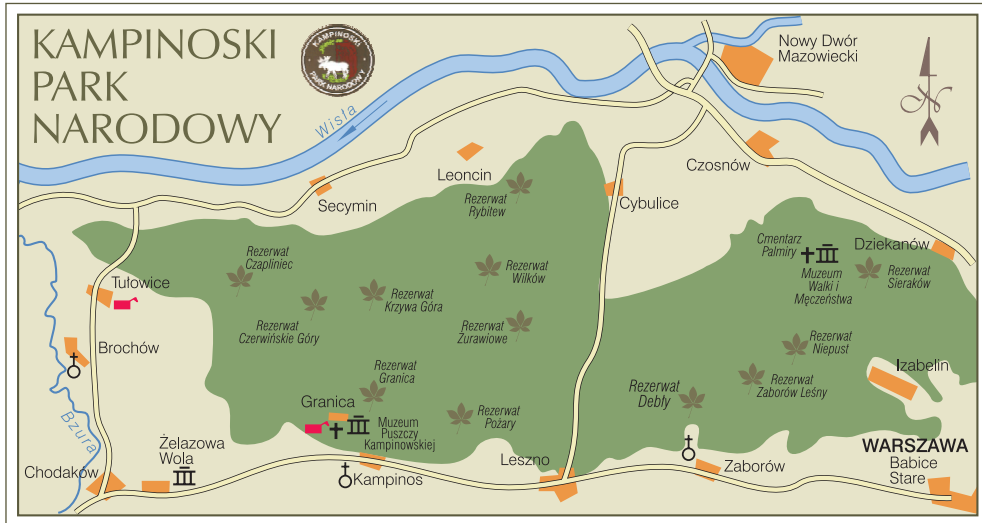 KAMPINOSKI
PARK
NARODOWY
KAMPINOSKI
PARK NARODOWY
Nowy Dwór
Mazowiecki
N
Wisła
Czosnów
Leoncin
Secymin
Rezerwat
Rybitew
Cybulice
Cmentarz
Palmiry
Dziekanów
Muzeum
Walki i
Męczeństwa
Rezerwat
Sieraków
Rezerwat
Czapliniec
Rezerwat
Wilków
Tułowice
Rezerwat
Krzywa Góra
Rezerwat
Czerwińskie Góry
Rezerwat
Żurawiowe
Rezerwat
Niepust
Brochów
Izabelin
Rezerwat
Granica
Rezerwat
Zaborów Leśny
Rezerwat
Debły
Granica
Muzeum
Puszczy
Kampinowskiej
Rezerwat
Pożary
Bzura
Żelazowa
Wola
Chodaków
Kampinos
Leszno
Zaborów
WARSZAWA
Babice
Stare